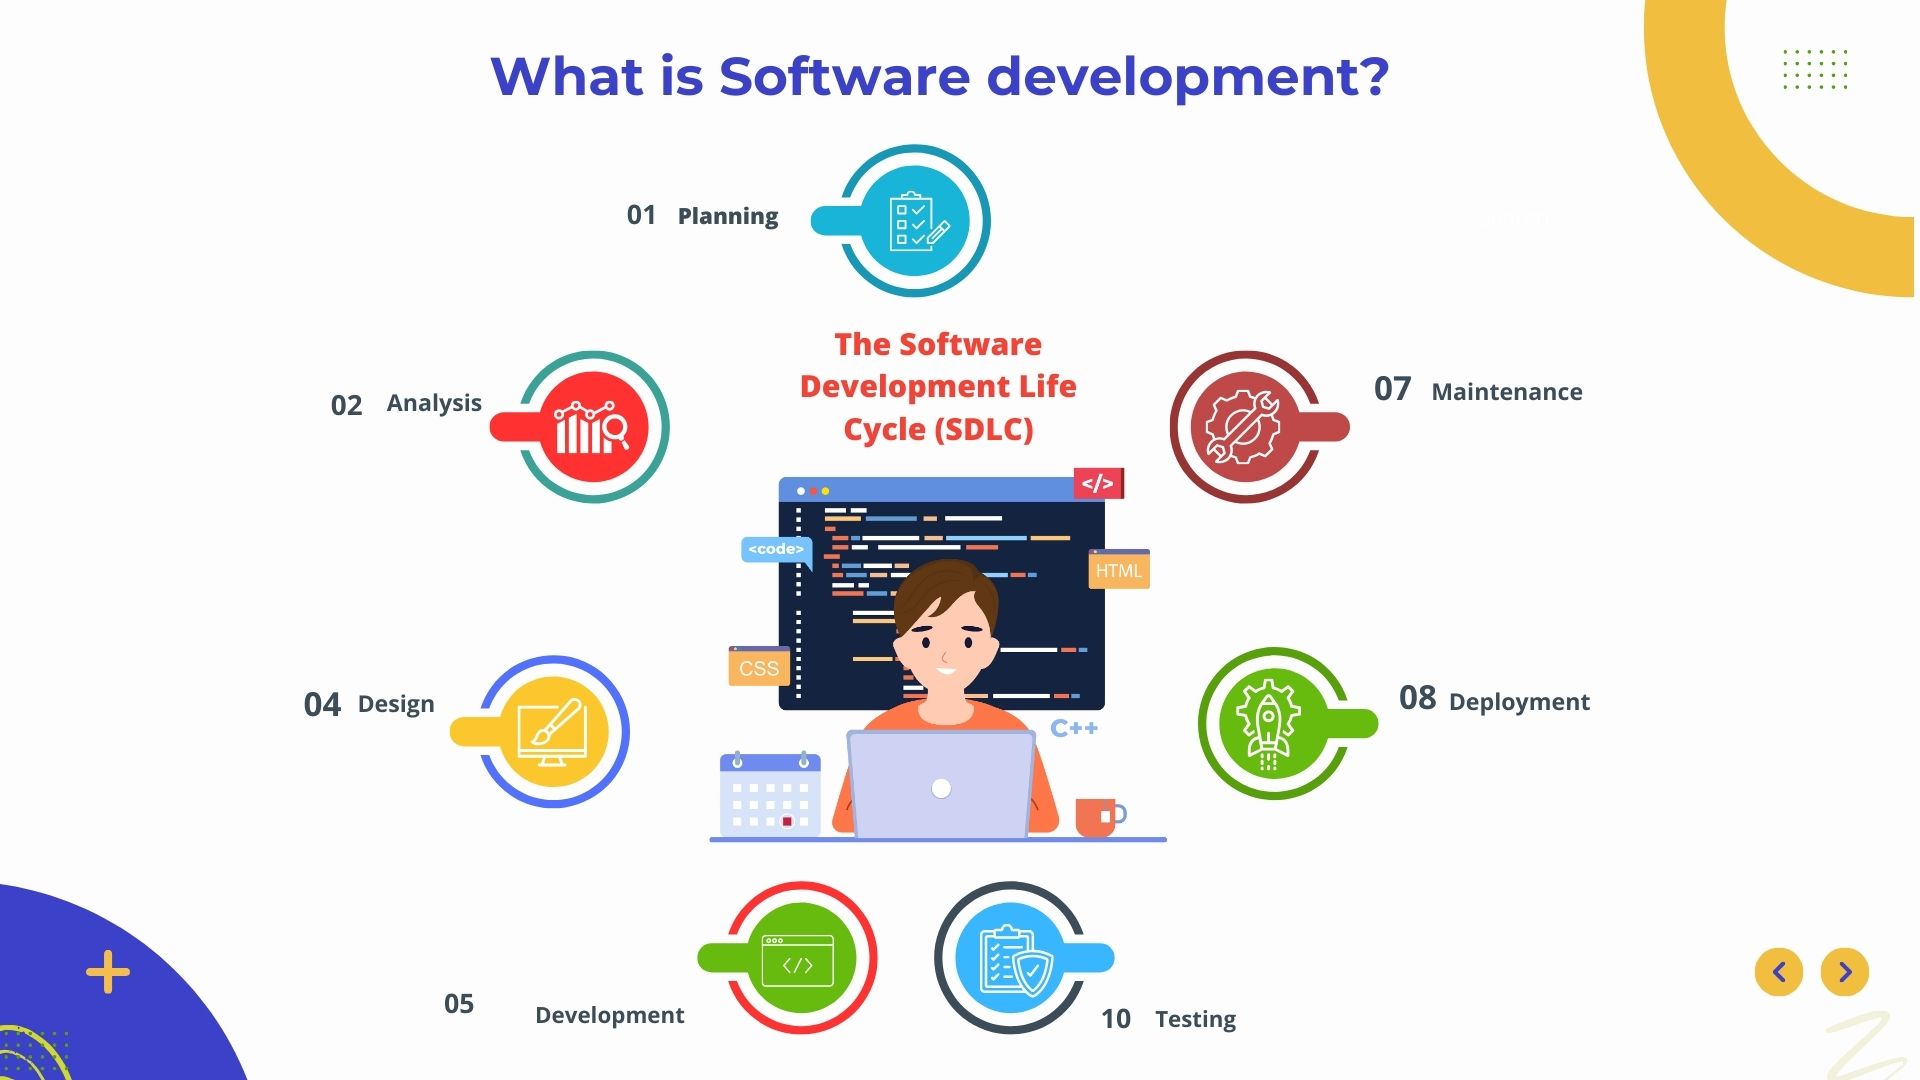 What is Software development?
01 Planning
The Software
Development Life
Cycle (SDLC)
02 Analysis
07 Maintenance
</>
<code>
HTML
CSS
04 Design
08 Deployment
C++
</>
05 Development
10 Testing